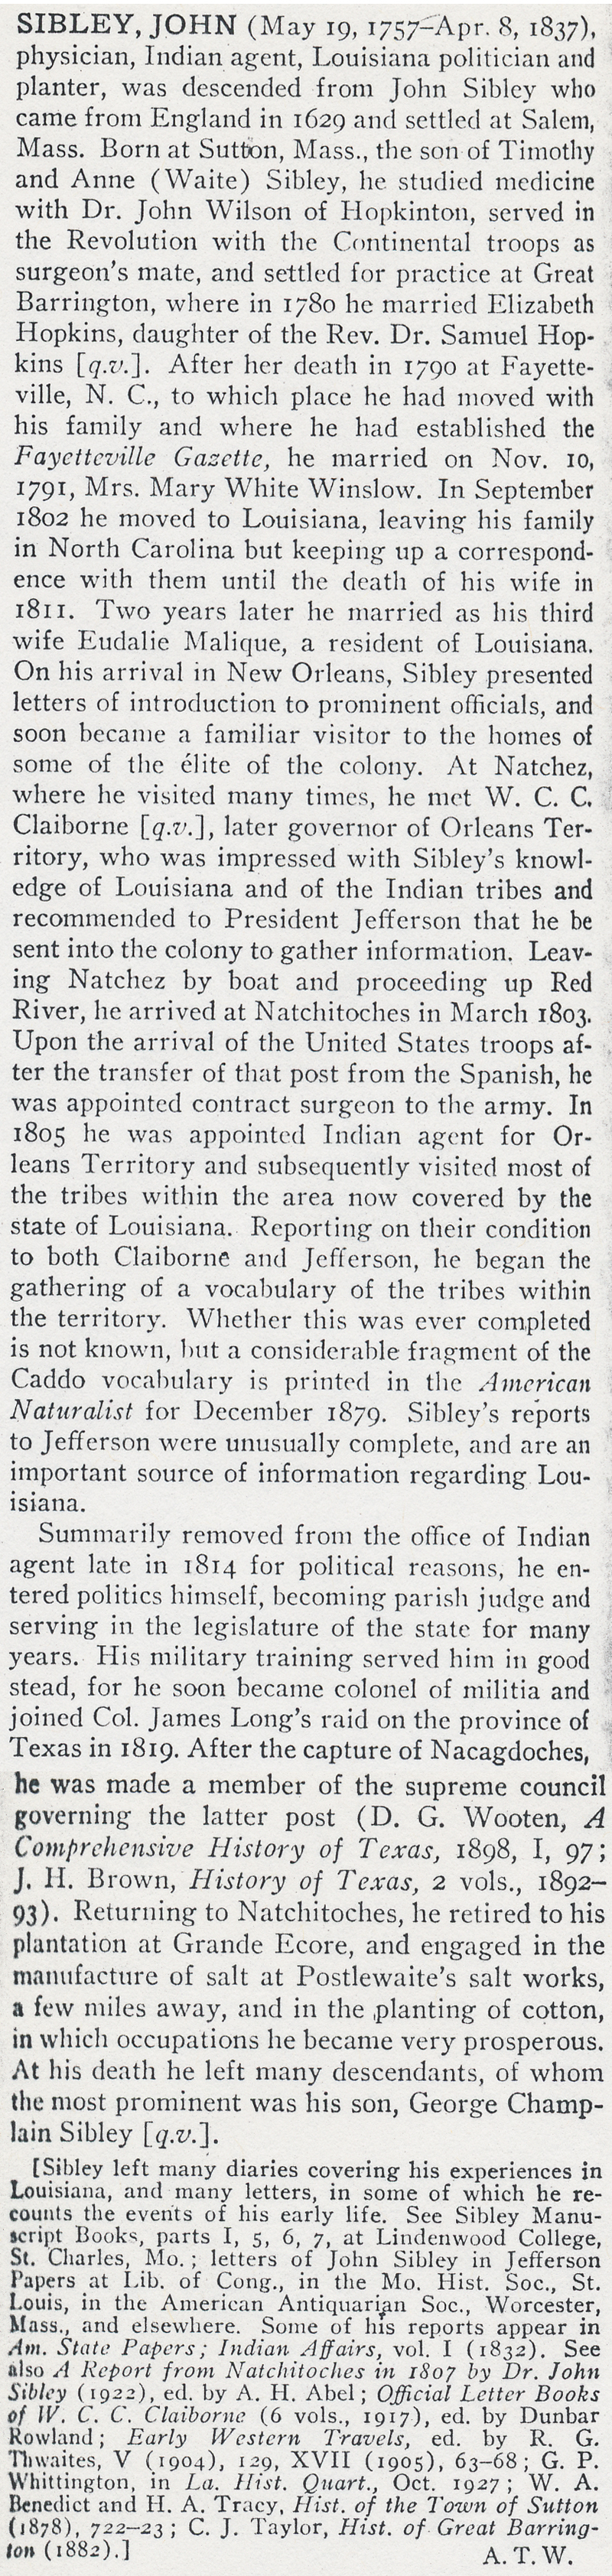 SIBLEY, JOHN (May 19, 1757–Apr. 8, 1837),
physician, Indian agent, Louisiana politician and
planter, was descended from John Sibley who
came from England in 1629 and settled at Salem,
Mass. Born at Sutton, Mass., the son of Timothy
and Anne (Waite) Sibley, he studied medicine
with Dr. John Wilson of Hopkinton, served in
the Revolution with the Continental troops as
surgeon's mate, and settled for practice at Great
Barrington, where in 1780 he married Elizabeth
Hopkins, daughter of the Rev. Dr. Samuel Hop-
kins [q.v.]. After her death in 1790 at Fayette-
ville, N. C., to which place he had moved with
his family and where he had established the
Fayetteville Gazette, he married on Nov. 10,
1791, Mrs. Mary White Winslow. In September
1802 he moved to Louisiana, leaving his family
in North Carolina but keeping up a correspond-
ence with them until the death of his wife in
1811. Two years later he married as his third
wife Eudalie Malique, a resident of Louisiana.
On his arrival in New Orleans, Sibley presented
letters of introduction to prominent officials, and
soon became a familiar visitor to the homes of
some of the élite of the colony. At Natchez,
where he visited many times, he met W. C. C.
Claiborne [q.v.], later governor of Orleans Ter-
ritory, who was impressed with Sibley's knowl-
edge of Louisiana and of the Indian tribes and
recommended to President Jefferson that he be
sent into the colony to gather information. Leav-
ing Natchez by boat and proceeding up Red
River, he arrived at Natchitoches in March 1803.
Upon the arrival of the United States troops af-
ter the transfer of that post from the Spanish, he
was appointed contract surgeon to the army. In
1805 he was appointed Indian agent for Or-
leans Territory and subsequently visited most of
the tribes within the area now covered by the
state of Louisiana. Reporting on their condition
to both Claiborne and Jefferson, he began the
gathering of a vocabulary of the tribes within
the territory. Whether this was ever completed
is not known, but a considerable fragment of the
Caddo vocabulary is printed in the American
Naturalist for December 1879. Sibley's reports
to Jefferson were unusually complete, and are an
important source of information regarding Lou-
isiana.
Summarily removed from the office of Indian
agent late in 1814 for political reasons, he en-
tered politics himself, becoming parish judge and
serving in the legislature of the state for many
years. His military training served him in good
stead, for he soon became colonel of militia and
joined Col. James Long's raid on the province of
Texas in 1819. After the capture of Nacagdoches,
he was made a member of the supreme council
governing the latter post (D. G. Wooten, A
Comprehensive History of Texas, 1898, I, 97;
J. H. Brown, History of Texas, 2 vols., 1892–
93). Returning to Natchitoches, he retired to his
plantation at Grande Ecore, and engaged in the
manufacture of salt at Postlewaite's salt works,
a few miles away, and in the planting of cotton,
in which occupations he became very prosperous.
At his death he left many descendants, of whom
the most prominent was his son, George Champ-
lain Sibley [q.v.].
[Sibley left many diaries covering his experiences in
Louisiana, and many letters, in some of which he re-
counts the events of his early life. See Sibley Manu-
script Books, parts I, 5, 6, 7, at Lindenwood College,
St. Charles, Mo.; letters of John Sibley in Jefferson
Papers at Lib. of Cong., in the Mo. Hist. Soc., St.
Louis, in the American Antiquarian Soc., Worcester,
Mass., and elsewhere. Some of his reports appear in
Am. State Papers; Indian Affairs, vol. I (1832). See
also A Report from Natchitoches in 1807 by Dr. John
Sibley (1922), ed. by A. H. Abel; Official Letter Books
of W. C. C. Claiborne (6 vols., 1917), ed. by Dunbar
Rowland; Early Western Travels, ed. by R. G.
Thwaites, V (1904), 129, XVII (1905), 63–68; G. P.
Whittington, in La. Hist. Quart., Oct. 1927; W. A.
Benedict and H. A. Tracy, Hist. of the Town of Sutton
(1878), 722–23; C. J. Taylor, Hist. of Great Barring-
ton (1882).] A. T. W.